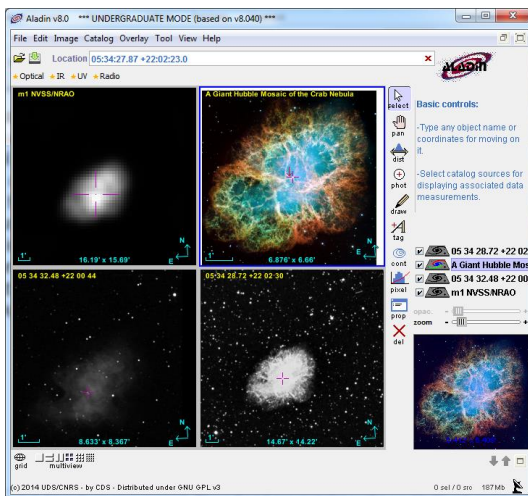 Aladin v8.0 *** UNDERGRADUATE MODE (based on v8.040) ***
File Edit Image Catalog Overlay Tool View Help
Location 05:34:27.87 +22:02:23.0
Optical IR UV Radio
ALADIN
m1 NVSS/NRAO
16.19' x 15.69'
1'
N
E
A Giant Hubble Mosaic of the Crab Nebula
6.876' x 6.66'
1'
N
E
05 34 32.48 +22 00 44
8.633' x 8.367'
1'
N
E
05 34 28.72 +22 02 30
14.67' x 14.22'
1'
N
E
select
pan
dist
phot
draw
tag
cont
pixel
prop
del
Basic controls:
-Type any object name or
coordinates for moving on
it.
-Select catalog sources for
displaying associated data
measurements.
05 34 28.72 +22 02
A Giant Hubble Mos
05 34 32.48 +22 00
m1 NVSS/NRAO
opac. - +
zoom - +
grid
multiview
(c) 2014 UDS/CNRS - by CDS - Distributed under GNU GPL v3
0 sel / 0 src 187Mb